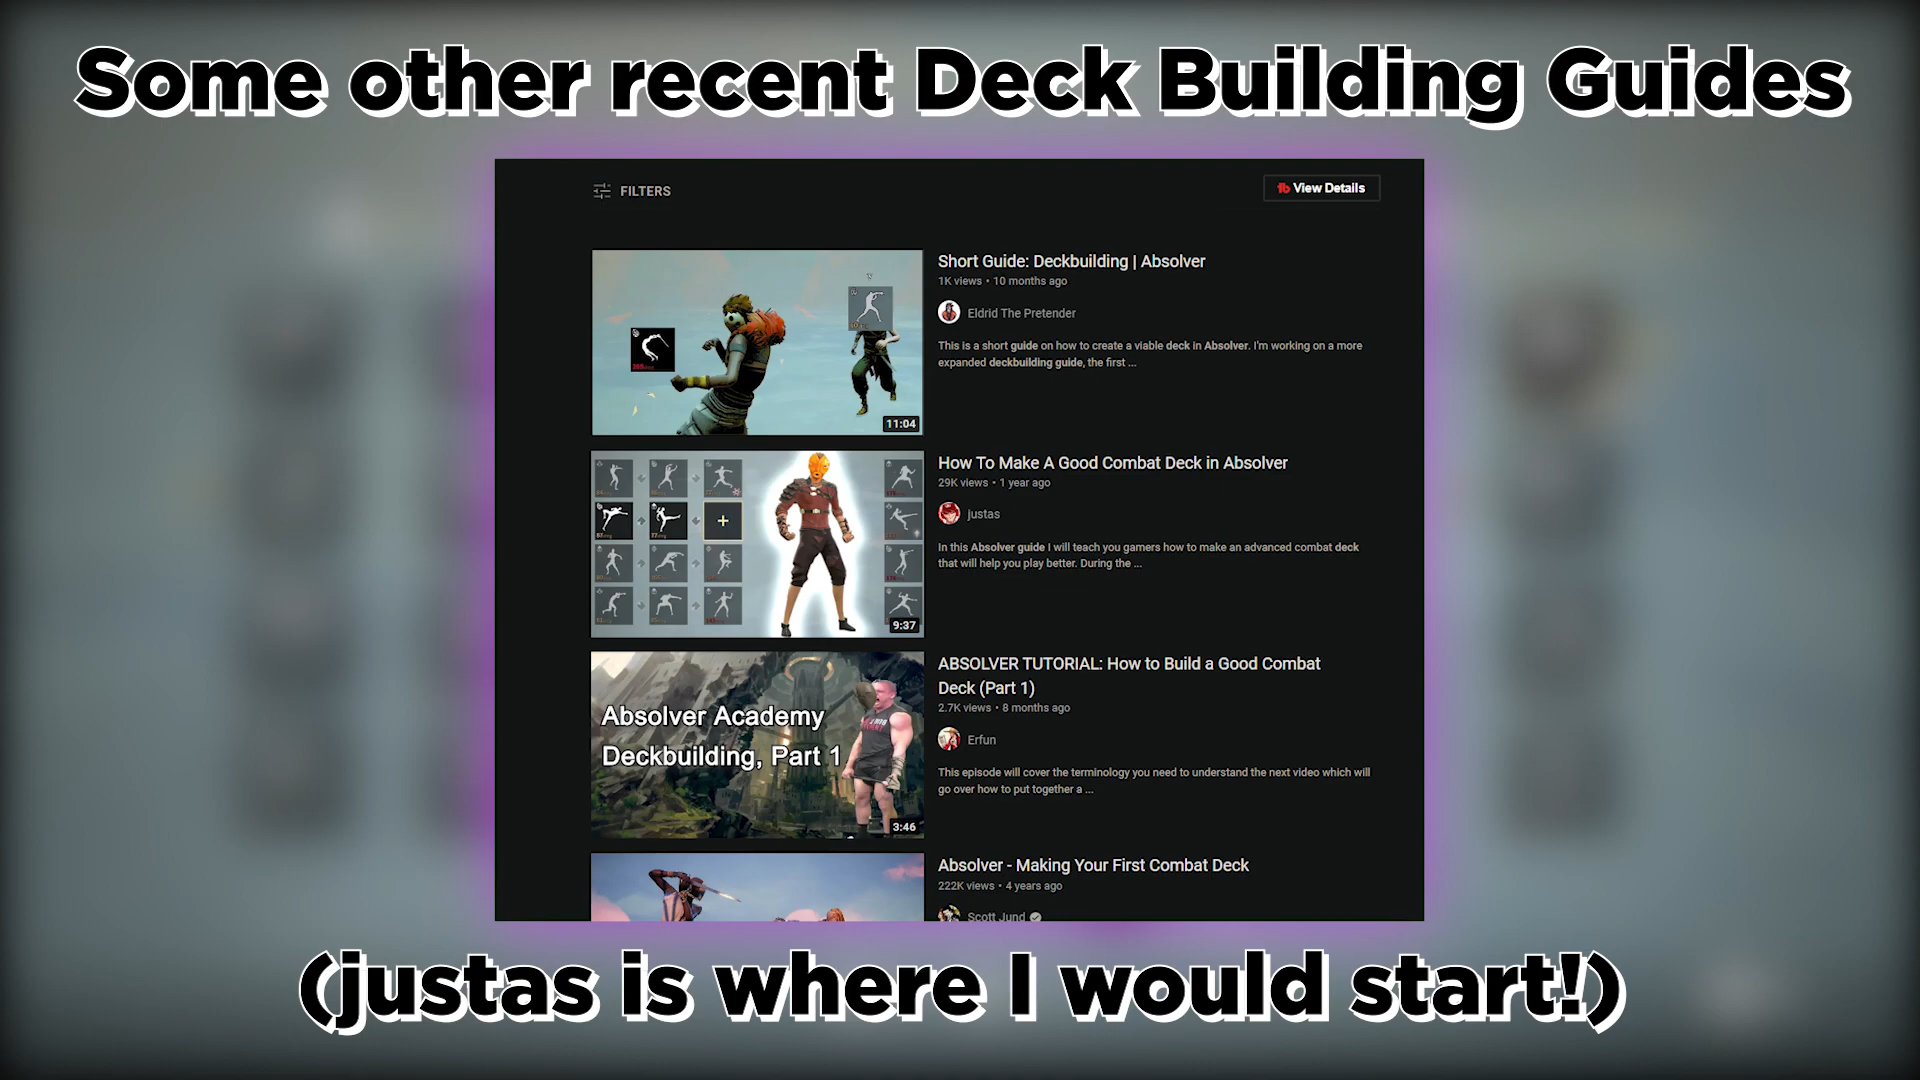 Some other recent Deck Building Guides
FILTERS
View Details
11:04
Short Guide: Deckbuilding | Absolver
1K views • 10 months ago
Eldrid The Pretender
This is a short guide on how to create a viable deck in Absolver. I'm working on a more
expanded deckbuilding guide, the first ...
9:37
How To Make A Good Combat Deck in Absolver
29K views • 1 year ago
justas
In this Absolver guide I will teach you gamers how to make an advanced combat deck
that will help you play better. During the ...
Absolver Academy
Deckbuilding, Part 1
3:46
ABSOLVER TUTORIAL: How to Build a Good Combat
Deck (Part 1)
2.7K views • 8 months ago
Erfun
This episode will cover the terminology you need to understand the next video which will
go over how to put together a ...
Absolver - Making Your First Combat Deck
222K views • 4 years ago
Scott Jund
(justas is where I would start!)